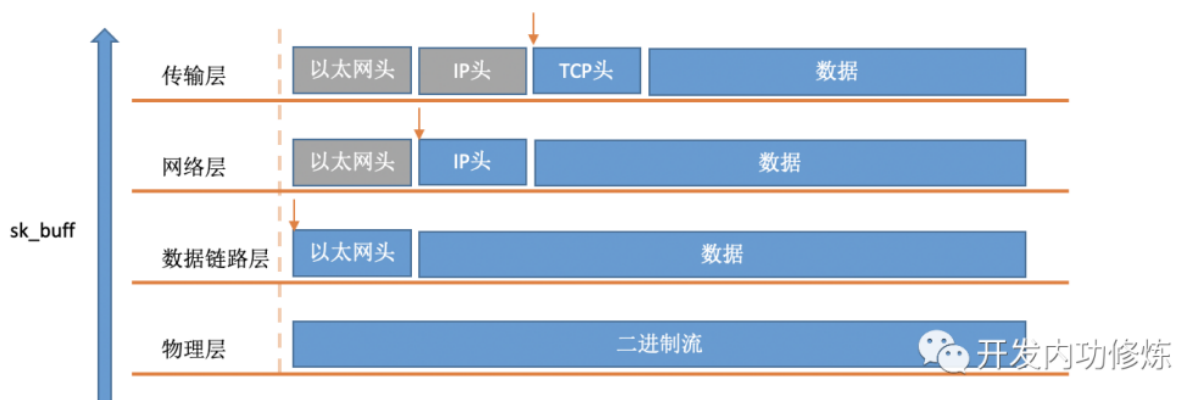 传输层 以太网头 IP头 TCP头 数据
网络层 以太网头 IP头 数据
sk_buff
数据链路层 以太网头 数据
物理层 二进制流
开发内功修炼